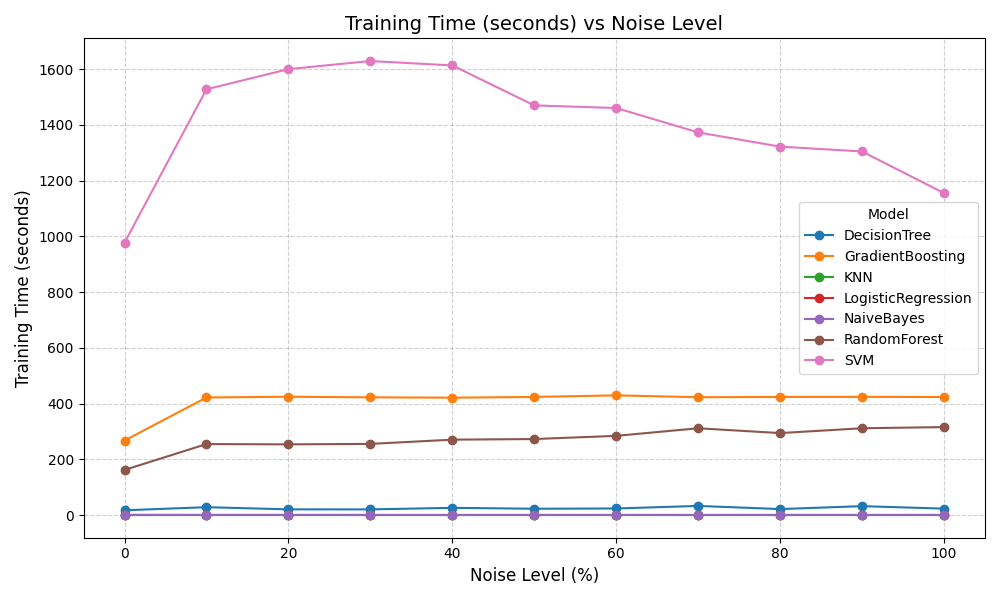 Training Time (seconds) vs Noise Level
Training Time (seconds)
1600
1400
1200
1000
800
600
400
200
0
0 20 40 60 80 100
Noise Level (%)
Model
DecisionTree
GradientBoosting
KNN
LogisticRegression
NaiveBayes
RandomForest
SVM